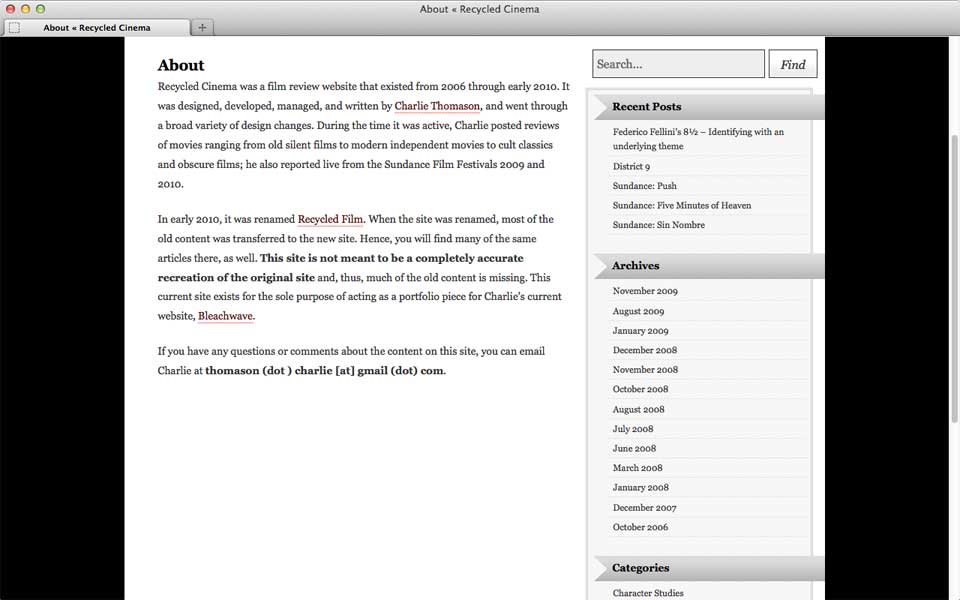 About « Recycled Cinema
About « Recycled Cinema
+
About
Recycled Cinema was a film review website that existed from 2006 through early 2010. It
was designed, developed, managed, and written by Charlie Thomason, and went through
a broad variety of design changes. During the time it was active, Charlie posted reviews
of movies ranging from old silent films to modern independent movies to cult classics
and obscure films; he also reported live from the Sundance Film Festivals 2009 and
2010.
In early 2010, it was renamed Recycled Film. When the site was renamed, most of the
old content was transferred to the new site. Hence, you will find many of the same
articles there, as well. This site is not meant to be a completely accurate
recreation of the original site and, thus, much of the old content is missing. This
current site exists for the sole purpose of acting as a portfolio piece for Charlie's current
website, Bleachwave.
If you have any questions or comments about the content on this site, you can email
Charlie at thomason (dot ) charlie [at] gmail (dot) com.
Search...
Find
Recent Posts
Federico Fellini's 8½ – Identifying with an
underlying theme
District 9
Sundance: Push
Sundance: Five Minutes of Heaven
Sundance: Sin Nombre
Archives
November 2009
August 2009
January 2009
December 2008
November 2008
October 2008
August 2008
July 2008
June 2008
March 2008
January 2008
December 2007
October 2006
Categories
Character Studies